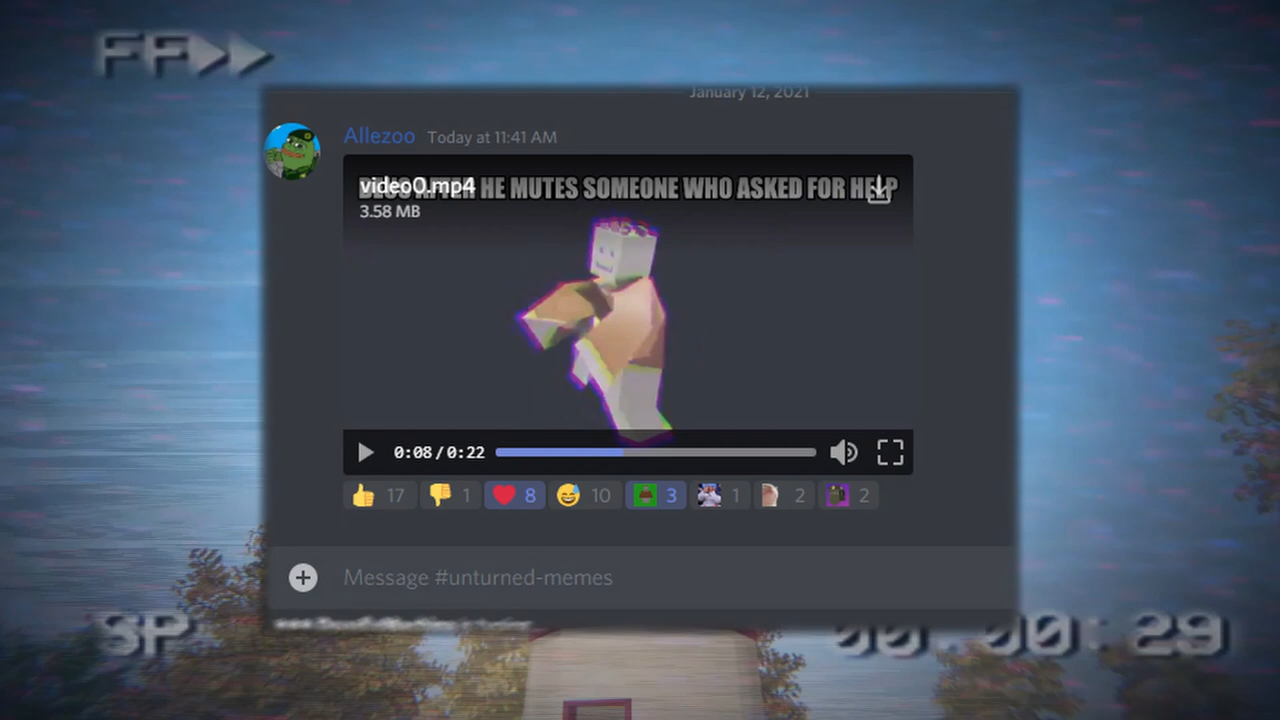 FF
January 12, 2021
Allezoo Today at 11:41 AM
video0.mp4
AFTER HE MUTES SOMEONE WHO ASKED FOR HELP
3.58 MB
0:08/0:22
17 1 8 10 3 1 2 2
Message #unturned-memes
SP
00:00:29